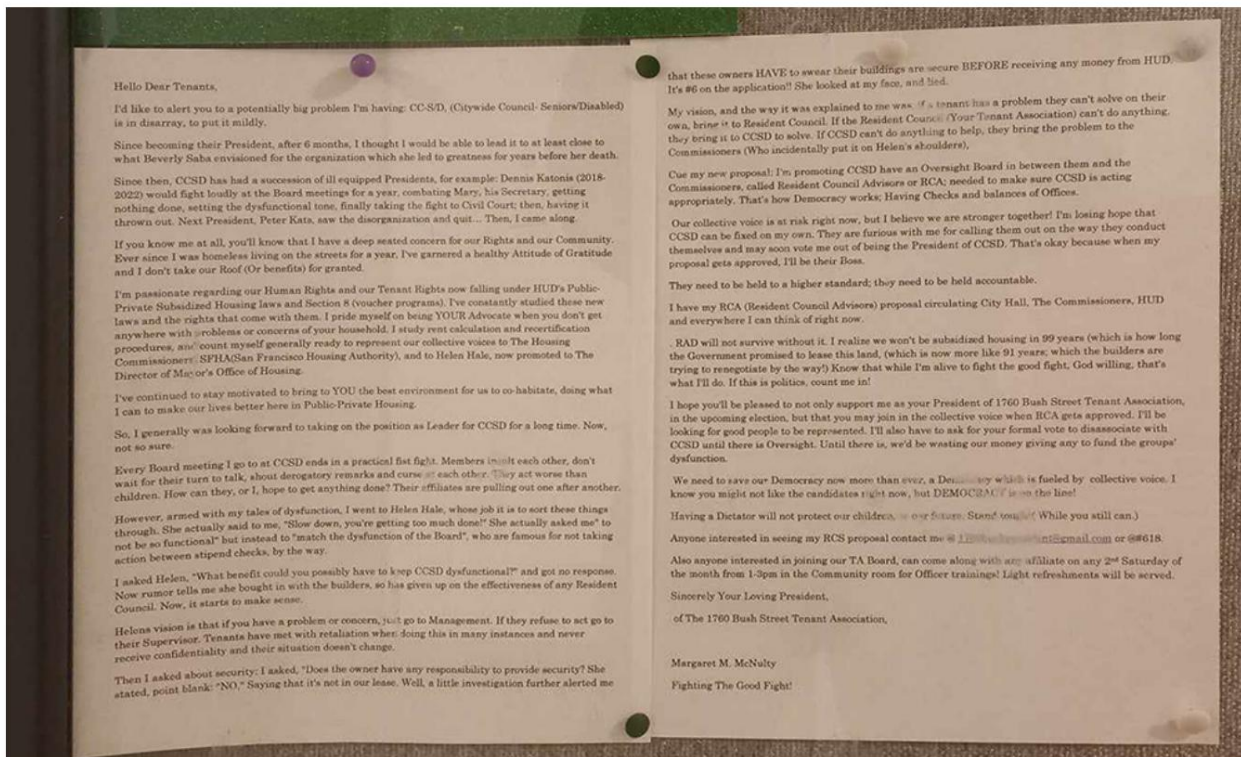 Hello Dear Tenants,
I'd like to alert you to a potentially big problem I'm having: CC-S/D, (Citywide Council- Seniors/Disabled)
is in disarray, to put it mildly.
Since becoming their President, after 6 months, I thought I would be able to lead it to at least close to
what Beverly Saba envisioned for the organization which she led to greatness for years before her death.
Since then, CCSD has had a succession of ill equipped Presidents, for example: Dennis Katonis (2018-
2022) would fight loudly at the Board meetings for a year, combating Mary, his Secretary, getting
nothing done, setting the dysfunctional tone, finally taking the fight to Civil Court; then, having it
thrown out. Next President, Peter Kats, saw the disorganization and quit... Then, I came along.
If you know me at all, you'll know that I have a deep seated concern for our Rights and our Community.
Ever since I was homeless living on the streets for a year, I've garnered a healthy Attitude of Gratitude
and I don't take our Roof (Or benefits) for granted.
I'm passionate regarding our Human Rights and our Tenant Rights now falling under HUD's Public-
Private Subsidized Housing laws and Section 8 (voucher programs). I've constantly studied these new
laws and the rights that come with them. I pride myself on being YOUR Advocate when you don't get
anywhere with problems or concerns of your household. I study rent calculation and recertification
procedures, and count myself generally ready to represent our collective voices to The Housing
Commissioners, SFHA(San Francisco Housing Authority), and to Helen Hale, now promoted to The
Director of Mayor's Office of Housing.
I've continued to stay motivated to bring to YOU the best environment for us to co-habitate, doing what
I can to make our lives better here in Public-Private Housing.
So, I generally was looking forward to taking on the position as Leader for CCSD for a long time. Now,
not so sure.
Every Board meeting I go to at CCSD ends in a practical fist fight. Members insult each other, don't
wait for their turn to talk, shout derogatory remarks and curse at each other. They act worse than
children. How can they, or I, hope to get anything done? Their affiliates are pulling out one after another.
However, armed with my tales of dysfunction, I went to Helen Hale, whose job it is to sort these things
through. She actually said to me, "Slow down, you're getting too much done!" She actually asked me" to
not be so functional" but instead to "match the dysfunction of the Board", who are famous for not taking
action between stipend checks, by the way.
I asked Helen, "What benefit could you possibly have to keep CCSD dysfunctional?" and got no response.
Now rumor tells me she bought in with the builders, so has given up on the effectiveness of any Resident
Council. Now, it starts to make sense.
Helens vision is that if you have a problem or concern, just go to Management. If they refuse to act go to
their Supervisor. Tenants have met with retaliation when doing this in many instances and never
receive confidentiality and their situation doesn't change.
Then I asked about security: I asked, "Does the owner have any responsibility to provide security? She
stated, point blank: "NO," Saying that it's not in our lease. Well, a little investigation further alerted me
that these owners HAVE to swear their buildings are secure BEFORE receiving any money from HUD.
It's #6 on the application!! She looked at my face, and lied.
My vision, and the way it was explained to me was, if a tenant has a problem they can't solve on their
own, bring it to Resident Council. If the Resident Council (Your Tenant Association) can't do anything,
they bring it to CCSD to solve. If CCSD can't do anything to help, they bring the problem to the
Commissioners (Who incidentally put it on Helen's shoulders),
Cue my new proposal: I'm promoting CCSD have an Oversight Board in between them and the
Commissioners, called Resident Council Advisors or RCA; needed to make sure CCSD is acting
appropriately. That's how Democracy works; Having Checks and balances of Offices.
Our collective voice is at risk right now, but I believe we are stronger together! I'm losing hope that
CCSD can be fixed on my own. They are furious with me for calling them out on the way they conduct
themselves and may soon vote me out of being the President of CCSD. That's okay because when my
proposal gets approved, I'll be their Boss.
They need to be held to a higher standard; they need to be held accountable.
I have my RCA (Resident Council Advisors) proposal circulating City Hall, The Commissioners, HUD
and everywhere I can think of right now.
. RAD will not survive without it. I realize we won't be subsidized housing in 99 years (which is how long
the Government promised to lease this land, (which is now more like 91 years; which the builders are
trying to renegotiate by the way!) Know that while I'm alive to fight the good fight, God willing, that's
what I'll do. If this is politics, count me in!
I hope you'll be pleased to not only support me as your President of 1760 Bush Street Tenant Association,
in the upcoming election, but that you may join in the collective voice when RCA gets approved. I'll be
looking for good people to be represented. I'll also have to ask for your formal vote to disassociate with
CCSD until there is Oversight. Until there is, we'd be wasting our money giving any to fund the groups'
dysfunction.
We need to save our Democracy now more than ever, a which is fueled by collective voice. I
know you might not like the candidates right now, but DEMOCRACY is on the line!
Having a Dictator will not protect our children, or our future. Stand While you still can.)
Anyone interested in seeing my RCS proposal contact me @ @#618.
Also anyone interested in joining our TA Board, can come along with any afiliate on any 2nd Saturday of
the month from 1-3pm in the Community room for Officer trainings! Light refreshments will be served.
Sincerely Your Loving President,
of The 1760 Bush Street Tenant Association,
Margaret M. McNulty
Fighting The Good Fight!